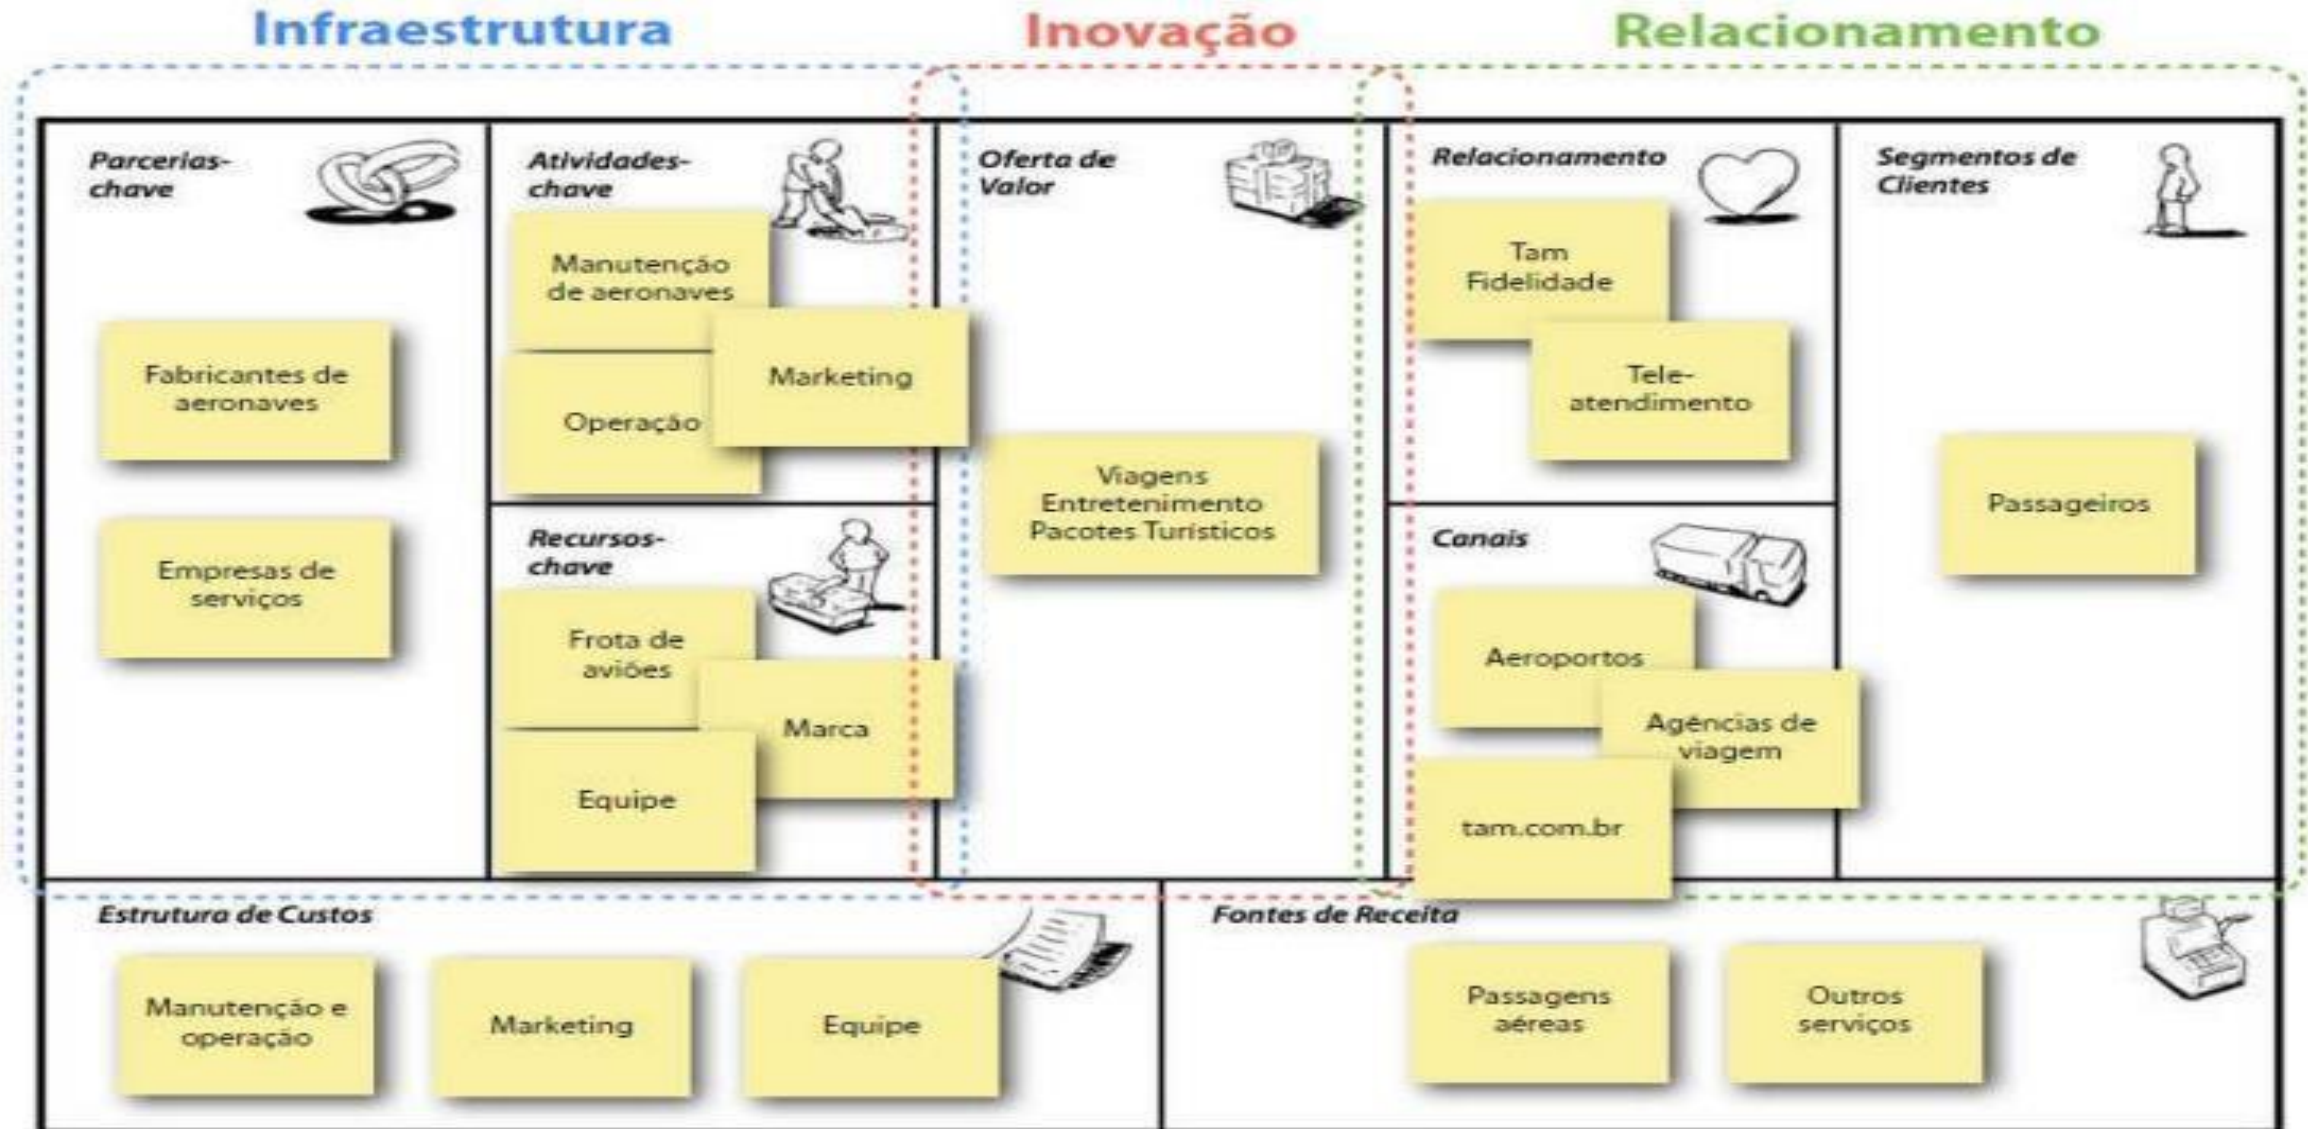 Infraestrutura
Inovação
Relacionamento
Parcerias-
chave
Fabricantes de
aeronaves
Empresas de
serviços
Atividades-
chave
Manutenção
de aeronaves
Marketing
Operação
Recursos-
chave
Frota de
aviões
Marca
Equipe
Oferta de
Valor
Viagens
Entretenimento
Pacotes Turísticos
Relacionamento
Tam
Fidelidade
Tele-
atendimento
Canais
Aeroportos
Agências de
viagem
tam.com.br
Segmentos de
Clientes
Passageiros
Estrutura de Custos
Manutenção e
operação
Marketing
Equipe
Fontes de Receita
Passagens
aéreas
Outros
serviços